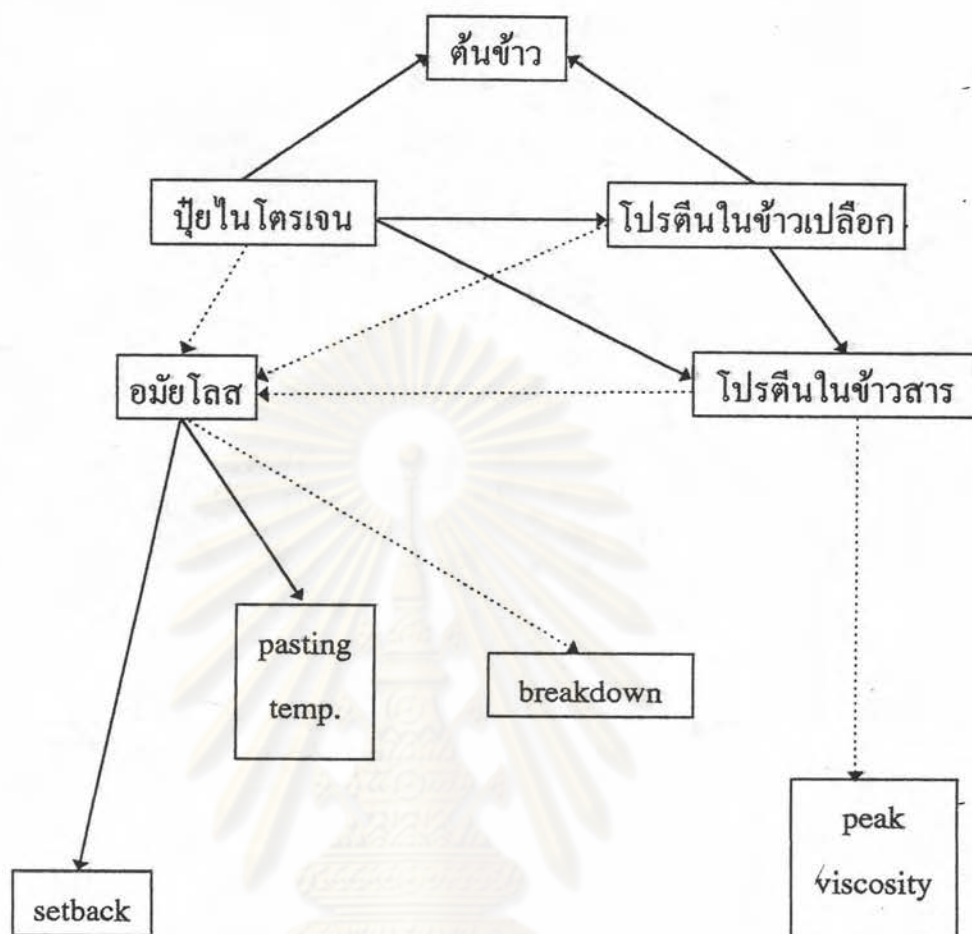 ต้นข้าว
ปุ๋ยไนโตรเจน
โปรตีนในข้าวเปลือก
อมัยโลส
โปรตีนในข้าวสาร
pasting
temp.
breakdown
peak
viscosity
setback